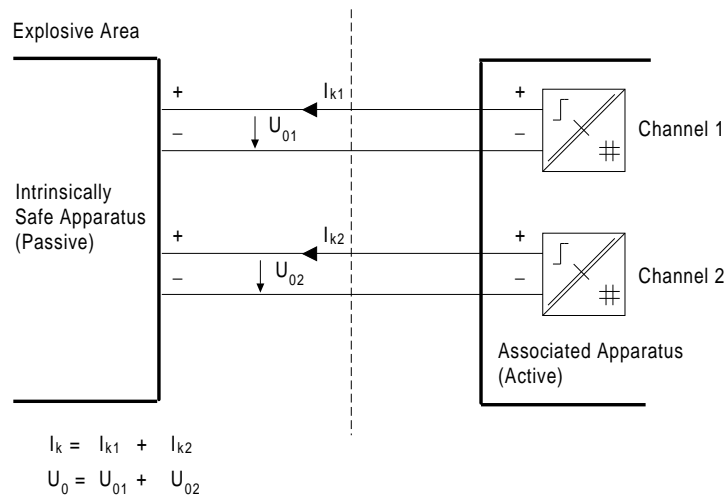 Explosive Area
+ Ik1 +
– U01 – Channel 1
Intrinsically
Safe Apparatus
(Passive)
+ Ik2 +
– U02 – Channel 2
Associated Apparatus
(Active)
Ik = Ik1 + Ik2
U0 = U01 + U02